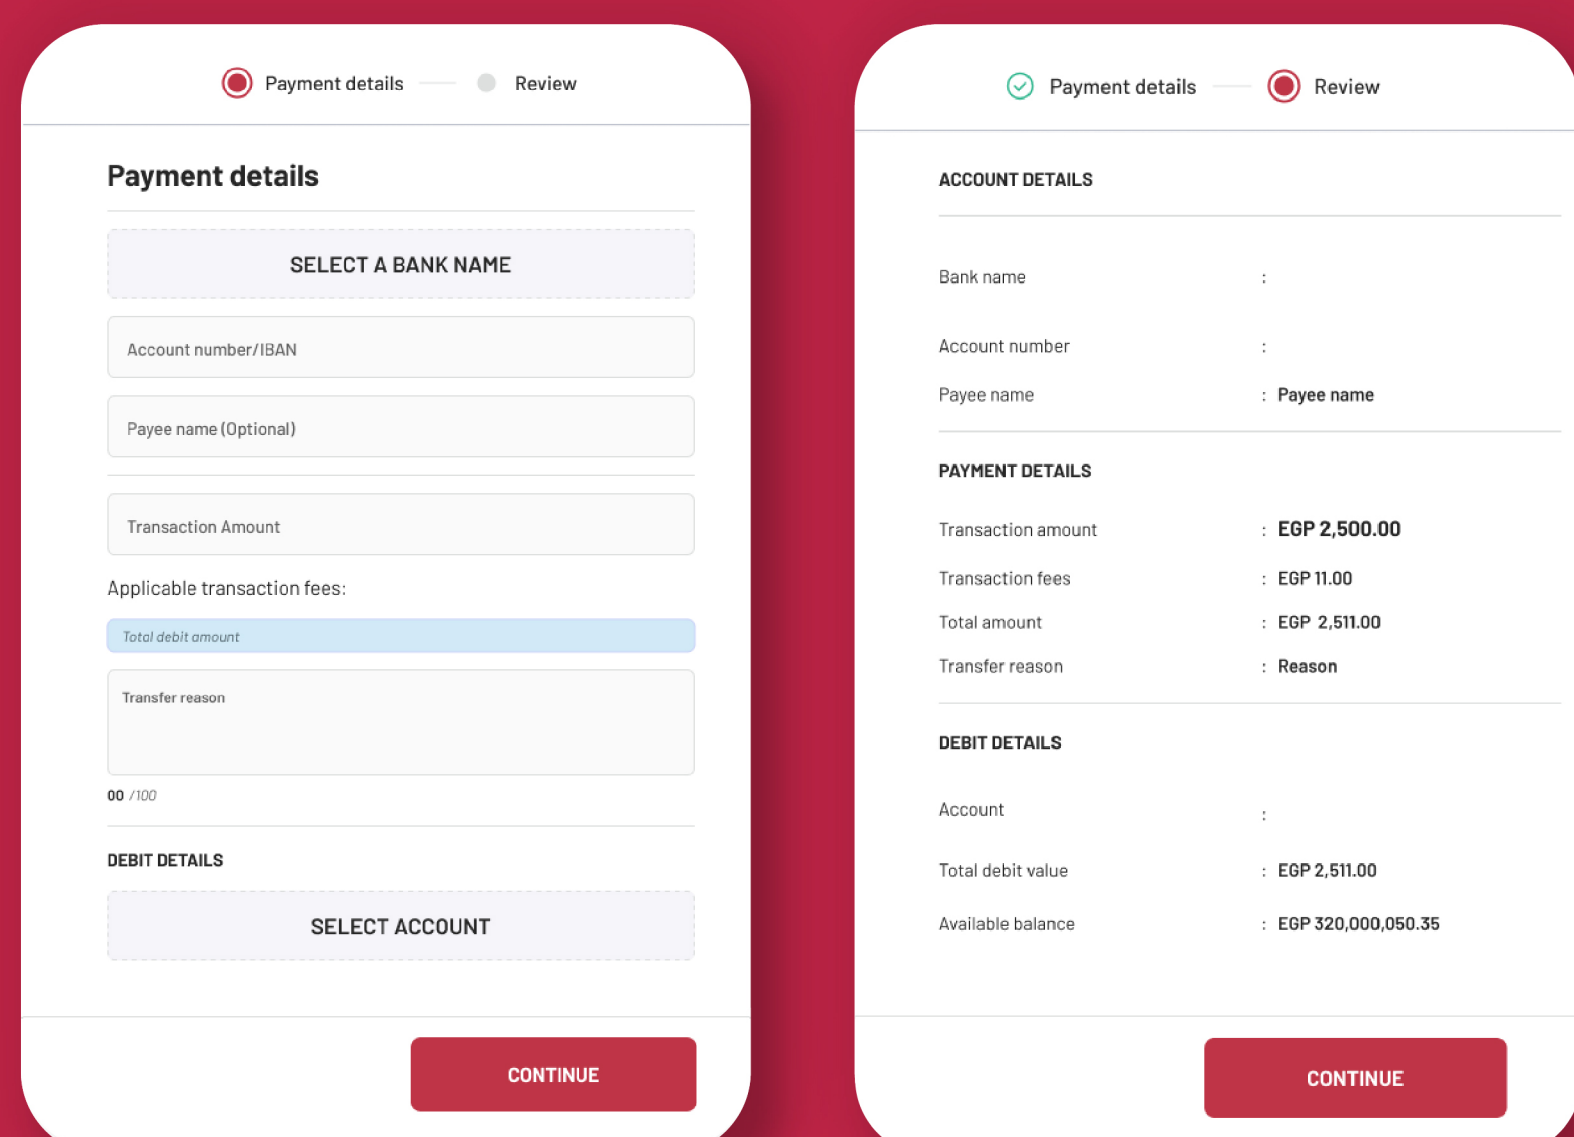 Payment details
Review
Payment details
SELECT A BANK NAME
Account number/IBAN
Payee name (Optional)
Transaction Amount
Applicable transaction fees:
Total debit amount
Transfer reason
00 /100
DEBIT DETAILS
SELECT ACCOUNT
CONTINUE
Payment details
Review
ACCOUNT DETAILS
Bank name :
Account number :
Payee name : Payee name
PAYMENT DETAILS
Transaction amount : EGP 2,500.00
Transaction fees : EGP 11.00
Total amount : EGP 2,511.00
Transfer reason : Reason
DEBIT DETAILS
Account :
Total debit value : EGP 2,511.00
Available balance : EGP 320,000,050.35
CONTINUE